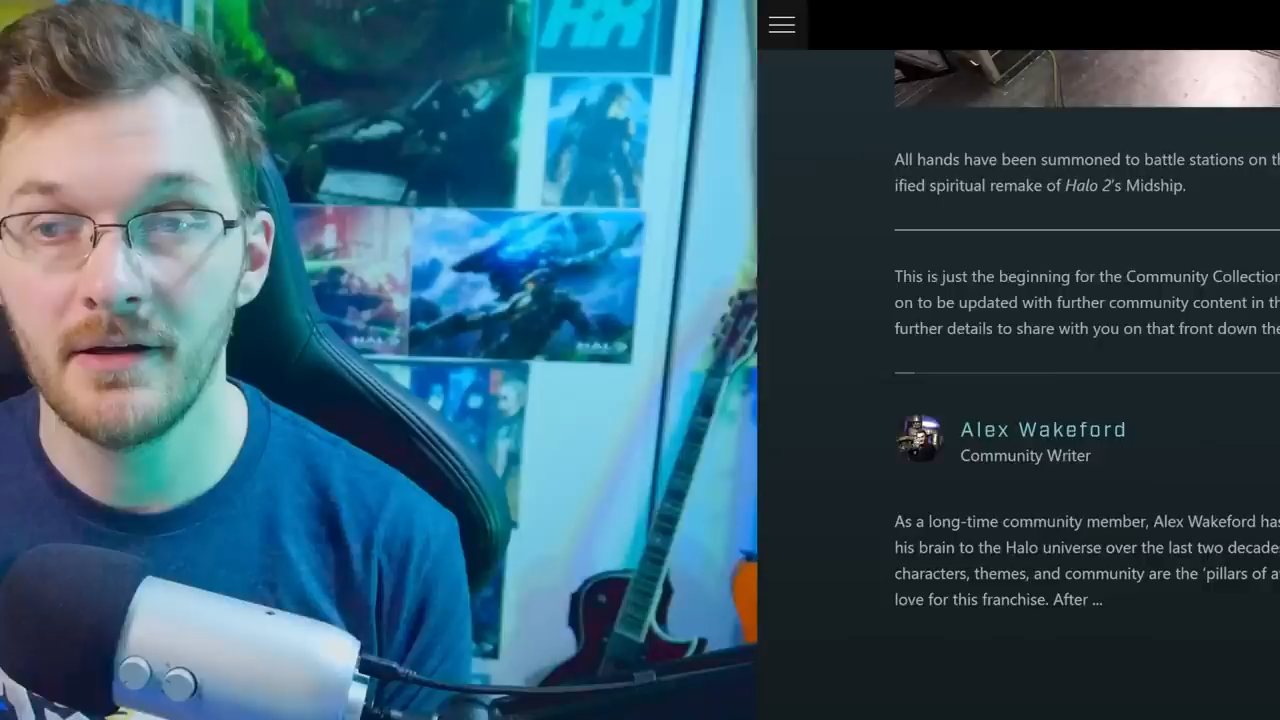 HALO
HALO
All hands have been summoned to battle stations on th
ified spiritual remake of Halo 2's Midship.
This is just the beginning for the Community Collection
on to be updated with further community content in th
further details to share with you on that front down the
Alex Wakeford
Community Writer
As a long-time community member, Alex Wakeford has
his brain to the Halo universe over the last two decade
characters, themes, and community are the 'pillars of a
love for this franchise. After ...